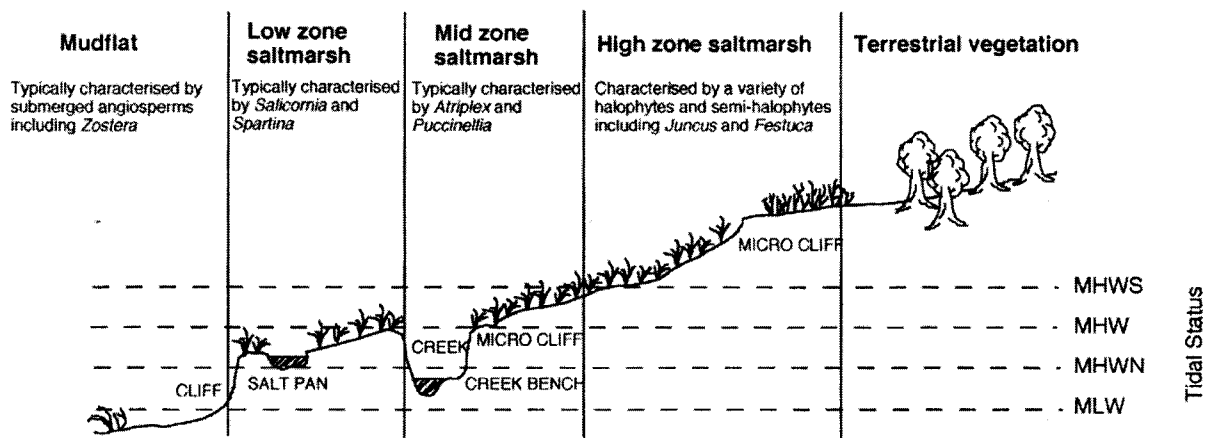 Mudflat
Typically characterised by
submerged angiosperms
including Zostera
Low zone
saltmarsh
Typically characterised
by Salicornia and
Spartina
Mid zone
saltmarsh
Typically characterised
by Atriplex and
Puccinellia
High zone saltmarsh
Characterised by a variety of
halophytes and semi-halophytes
including Juncus and Festuca
Terrestrial vegetation
MICRO CLIFF
MHWS
MHW
CREEK
MICRO CLIFF
MHWN
CLIFF
SALT PAN
CREEK BENCH
MLW
Tidal Status